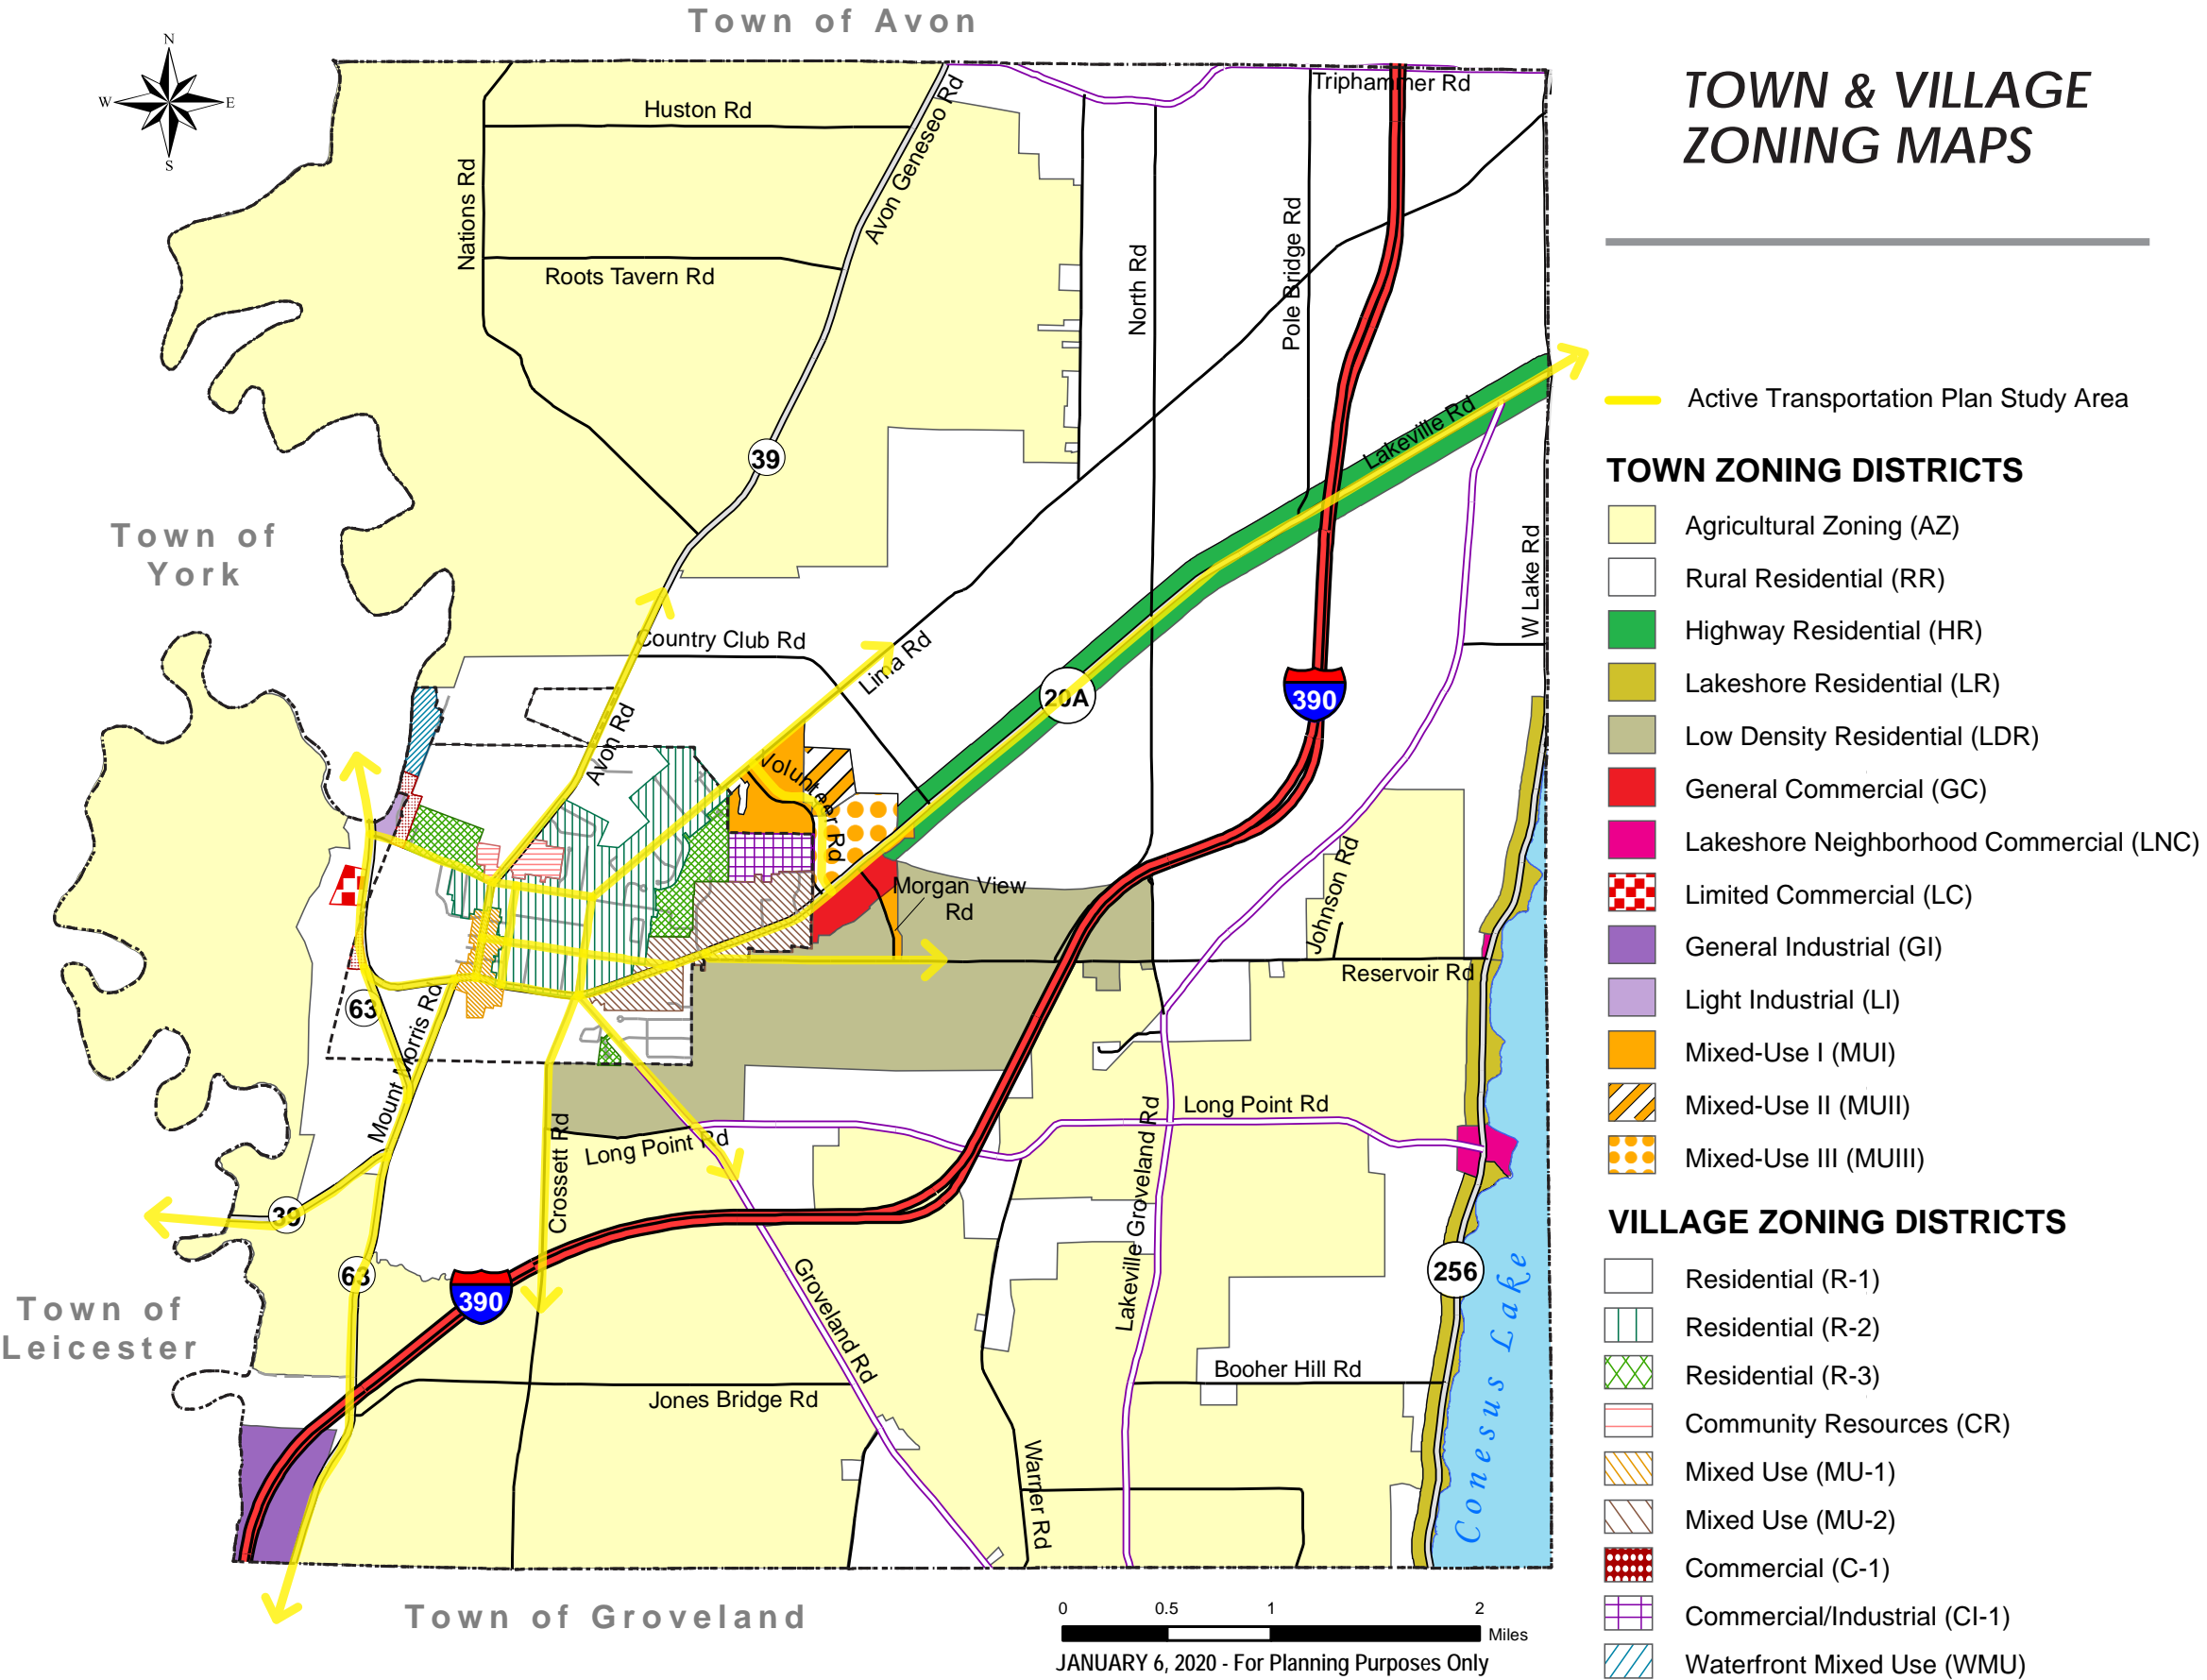 Town of Avon
TOWN & VILLAGE
ZONING MAPS
N
W
E
S
Triphammer Rd
Huston Rd
Avon Geneseo Rd
Nations Rd
Roots Tavern Rd
North Rd
Pole Bridge Rd
Lakeville Rd
39
Town of
York
W Lake Rd
Country Club Rd
Lima Rd
20A
390
Avon Rd
Volunteer Rd
Morgan View
Rd
Johnson Rd
Reservoir Rd
63
Mount Morris Rd
Long Point Rd
Long Point Rd
Crossett Rd
Lakeville Groveland Rd
39
63
390
256
Town of
Leicester
Groveland Rd
Conesus Lake
Booher Hill Rd
Jones Bridge Rd
Warner Rd
Town of Groveland
0
0.5
1
2
Miles
JANUARY 6, 2020 - For Planning Purposes Only
Active Transportation Plan Study Area
TOWN ZONING DISTRICTS
Agricultural Zoning (AZ)
Rural Residential (RR)
Highway Residential (HR)
Lakeshore Residential (LR)
Low Density Residential (LDR)
General Commercial (GC)
Lakeshore Neighborhood Commercial (LNC)
Limited Commercial (LC)
General Industrial (GI)
Light Industrial (LI)
Mixed-Use I (MUI)
Mixed-Use II (MUII)
Mixed-Use III (MUIII)
VILLAGE ZONING DISTRICTS
Residential (R-1)
Residential (R-2)
Residential (R-3)
Community Resources (CR)
Mixed Use (MU-1)
Mixed Use (MU-2)
Commercial (C-1)
Commercial/Industrial (CI-1)
Waterfront Mixed Use (WMU)